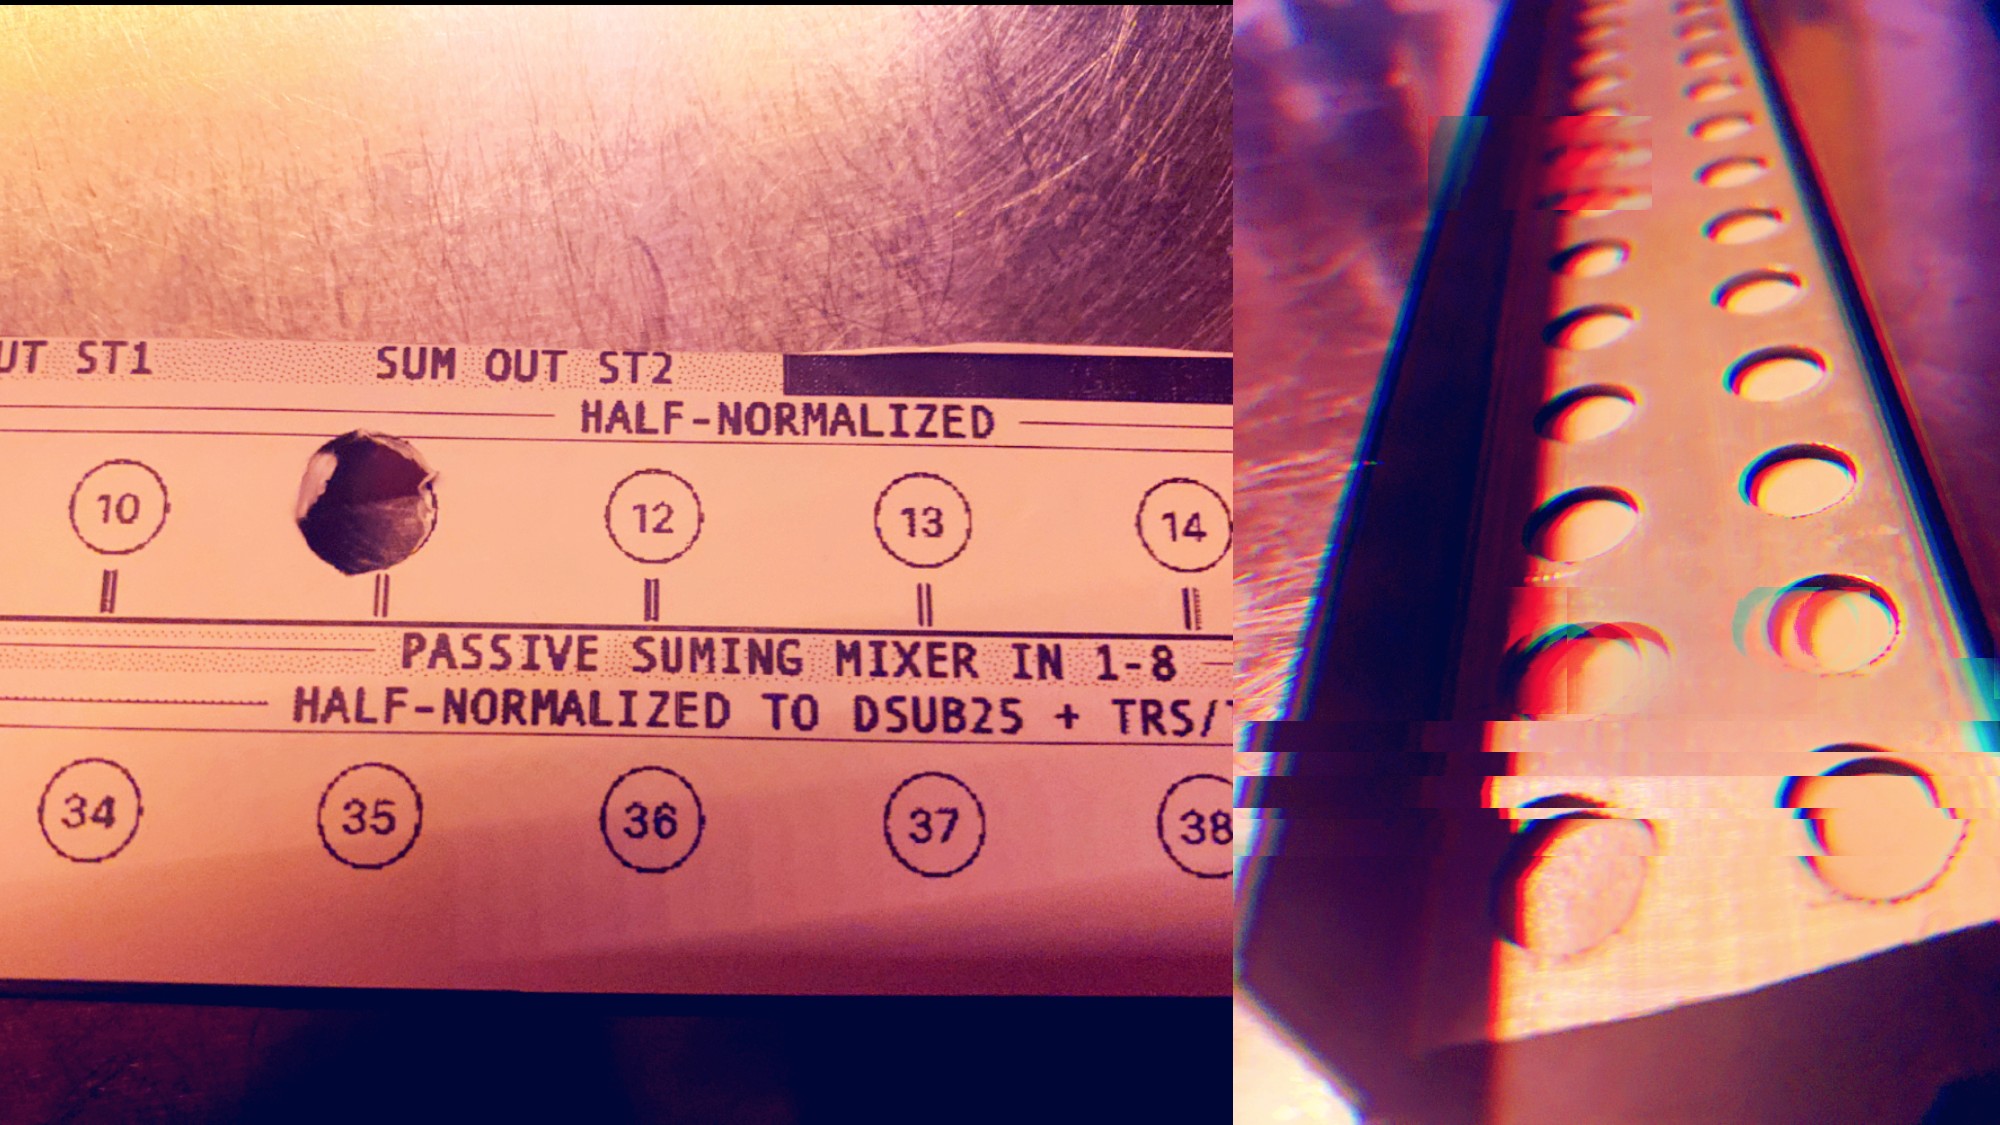 UT ST1 SUM OUT ST2
HALF-NORMALIZED
10 12 13 14
PASSIVE SUMING MIXER IN 1-8
HALF-NORMALIZED TO DSUB25 + TRS/
34 35 36 37 38